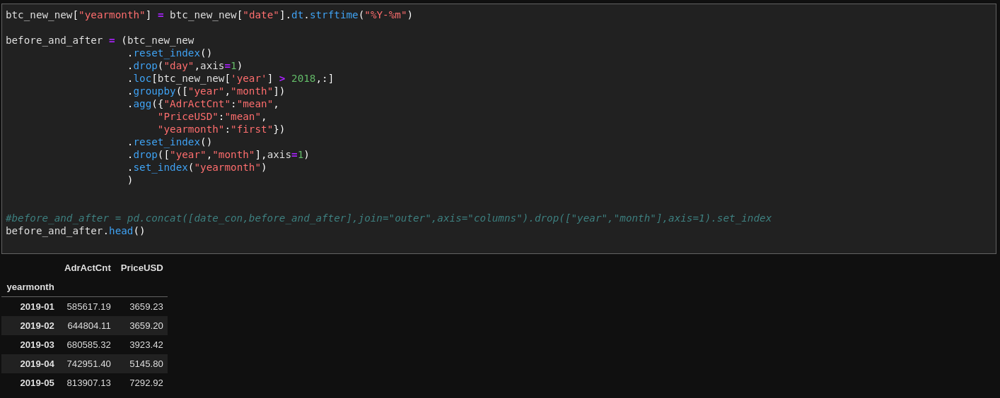 btc_new_new["yearmonth"] = btc_new_new["date"].dt.strftime("%Y-%m")
before_and_after = (btc_new_new
.reset_index()
.drop("day",axis=1)
.loc[btc_new_new['year'] > 2018,:]
.groupby(["year","month"])
.agg({"AdrActCnt":"mean",
"PriceUSD":"mean",
"yearmonth":"first"})
.reset_index()
.drop(["year","month"],axis=1)
.set_index("yearmonth")
)
#before_and_after = pd.concat([date_con,before_and_after],join="outer",axis="columns").drop(["year","month"],axis=1).set_index
before_and_after.head()
AdrActCnt PriceUSD
yearmonth
2019-01 585617.19 3659.23
2019-02 644804.11 3659.20
2019-03 680585.32 3923.42
2019-04 742951.40 5145.80
2019-05 813907.13 7292.92